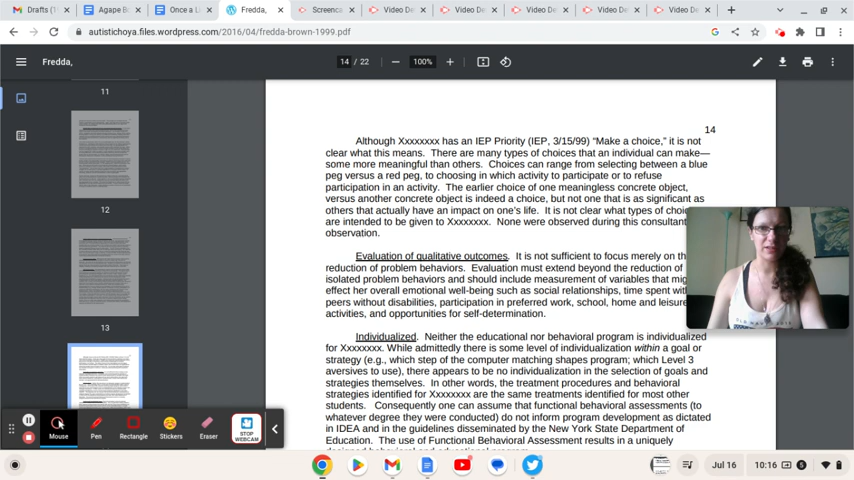 Drafts (1
Agape Bo
Once a Li
Fredda,
Screenca
Video De
Video De
Video De
Video De
Video De
autistichoya.files.wordpress.com/2016/04/fredda-brown-1999.pdf
Fredda,
14 / 22
100%
11
12
13
14
Although Xxxxxxxx has an IEP Priority (IEP, 3/15/99) "Make a choice," it is not
clear what this means. There are many types of choices that an individual can make—
some more meaningful than others. Choices can range from selecting between a blue
peg versus a red peg, to choosing in which activity to participate or to refuse
participation in an activity. The earlier choice of one meaningless concrete object,
versus another concrete object is indeed a choice, but not one that is as significant as
others that actually have an impact on one's life. It is not clear what types of choic
are intended to be given to Xxxxxxxx. None were observed during this consultant
observation.
Evaluation of qualitative outcomes. It is not sufficient to focus merely on th
reduction of problem behaviors. Evaluation must extend beyond the reduction of
isolated problem behaviors and should include measurement of variables that mig
effect her overall emotional well-being such as social relationships, time spent with
peers without disabilities, participation in preferred work, school, home and leisure
activities, and opportunities for self-determination.
Individualized. Neither the educational nor behavioral program is individualized
for Xxxxxxxx. While admittedly there is some level of individualization within a goal or
strategy (e.g., which step of the computer matching shapes program; which Level 3
aversives to use), there appears to be no individualization in the selection of goals and
strategies themselves. In other words, the treatment procedures and behavioral
strategies identified for Xxxxxxxx are the same treatments identified for most other
students. Consequently one can assume that functional behavioral assessments (to
whatever degree they were conducted) do not inform program development as dictated
in IDEA and in the guidelines disseminated by the New York State Department of
Education. The use of Functional Behavioral Assessment results in a uniquely
Mouse
Pen
Rectangle
Stickers
Eraser
STOP
WEBCAM
Jul 16
10:16